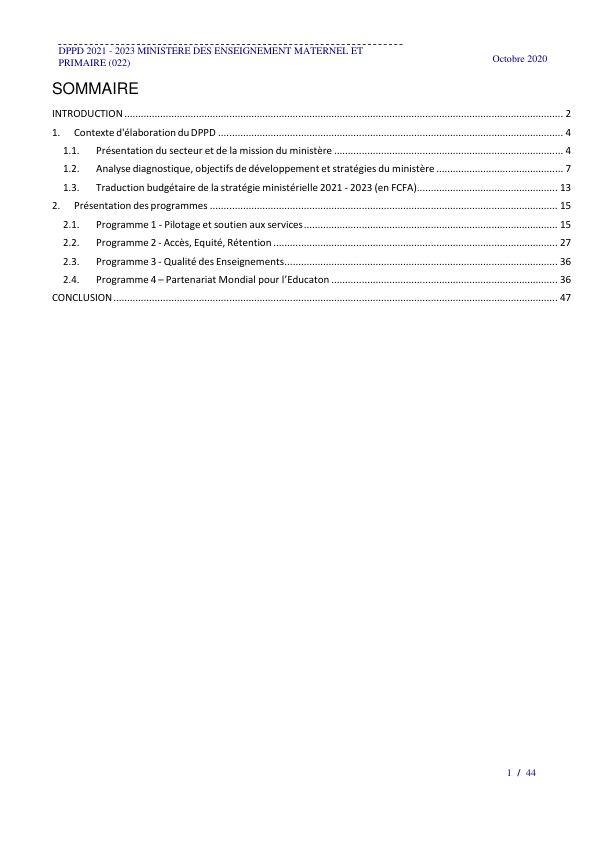 DPPD 2021 - 2023 MINISTERE DES ENSEIGNEMENT MATERNEL ET
PRIMAIRE (022)
Octobre 2020
SOMMAIRE
INTRODUCTION ................................................................ 2
1. Contexte d'élaboration du DPPD ................................................................ 4
1.1. Présentation du secteur et de la mission du ministère ................................................................ 4
1.2. Analyse diagnostique, objectifs de développement et stratégies du ministère ................................ 7
1.3. Traduction budgétaire de la stratégie ministérielle 2021 - 2023 (en FCFA)................................ 13
2. Présentation des programmes ................................................................ 15
2.1. Programme 1 - Pilotage et soutien aux services ................................................................ 15
2.2. Programme 2 - Accès, Equité, Rétention ................................................................ 27
2.3. Programme 3 - Qualité des Enseignements................................................................ 36
2.4. Programme 4 – Partenariat Mondial pour l’Educaton ................................................................ 36
CONCLUSION ................................................................ 47
1 / 44